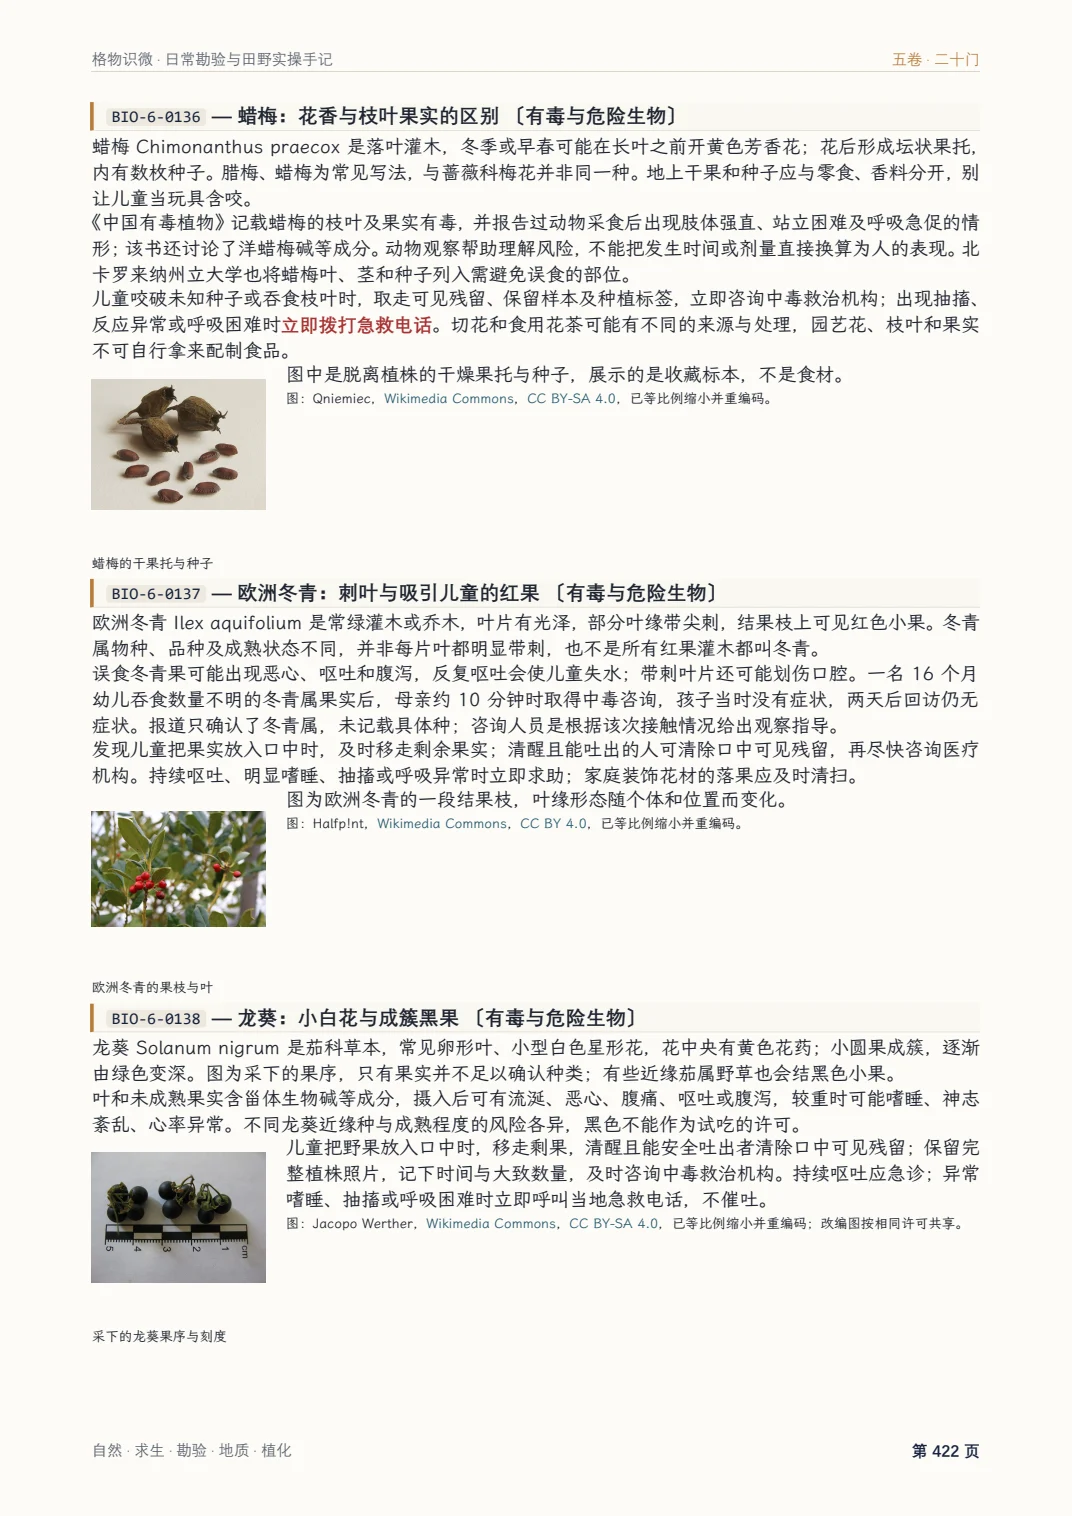 格物识微 · 日常勘验与田野实操手记
五卷 · 二十门
BIO-6-0136 — 蜡梅：花香与枝叶果实的区别 〔有毒与危险生物〕
蜡梅 Chimonanthus praecox 是落叶灌木，冬季或早春可能在长叶之前开黄色芳香花；花后形成坛状果托，
内有数枚种子。腊梅、蜡梅为常见写法，与蔷薇科梅花并非同一种。地上干果和种子应与零食、香料分开，别
让儿童当玩具含咬。
《中国有毒植物》记载蜡梅的枝叶及果实有毒，并报告过动物采食后出现肢体强直、站立困难及呼吸急促的情
形；该书还讨论了洋蜡梅碱等成分。动物观察帮助理解风险，不能把发生时间或剂量直接换算为人的表现。北
卡罗来纳州立大学也将蜡梅叶、茎和种子列入需避免误食的部位。
儿童咬破未知种子或吞食枝叶时，取走可见残留、保留样本及种植标签，立即咨询中毒救治机构；出现抽搐、
反应异常或呼吸困难时立即拨打急救电话。切花和食用花茶可能有不同的来源与处理，园艺花、枝叶和果实
不可自行拿来配制食品。
图中是脱离植株的干燥果托与种子，展示的是收藏标本，不是食材。
图：Qniemiec，Wikimedia Commons，CC BY-SA 4.0，已等比例缩小并重编码。
蜡梅的干果托与种子
BIO-6-0137 — 欧洲冬青：刺叶与吸引儿童的红果 〔有毒与危险生物〕
欧洲冬青 Ilex aquifolium 是常绿灌木或乔木，叶片有光泽，部分叶缘带尖刺，结果枝上可见红色小果。冬青
属物种、品种及成熟状态不同，并非每片叶都明显带刺，也不是所有红果灌木都叫冬青。
误食冬青果可能出现恶心、呕吐和腹泻，反复呕吐会使儿童失水；带刺叶片还可能划伤口腔。一名 16 个月
幼儿吞食数量不明的冬青属果实后，母亲约 10 分钟时取得中毒咨询，孩子当时没有症状，两天后回访仍无
症状。报道只确认了冬青属，未记载具体种；咨询人员是根据该次接触情况给出观察指导。
发现儿童把果实放入口中时，及时移走剩余果实；清醒且能吐出的人可清除口中可见残留，再尽快咨询医疗
机构。持续呕吐、明显嗜睡、抽搐或呼吸异常时立即求助；家庭装饰花材的落果应及时清扫。
图为欧洲冬青的一段结果枝，叶缘形态随个体和位置而变化。
图：Halfp!nt，Wikimedia Commons，CC BY 4.0，已等比例缩小并重编码。
欧洲冬青的果枝与叶
BIO-6-0138 — 龙葵：小白花与成簇黑果 〔有毒与危险生物〕
龙葵 Solanum nigrum 是茄科草本，常见卵形叶、小型白色星形花，花中央有黄色花药；小圆果成簇，逐渐
由绿色变深。图为采下的果序，只有果实并不足以确认种类；有些近缘茄属野草也会结黑色小果。
叶和未成熟果实含甾体生物碱等成分，摄入后可有流涎、恶心、腹痛、呕吐或腹泻，较重时可能嗜睡、神志
紊乱、心率异常。不同龙葵近缘种与成熟程度的风险各异，黑色不能作为试吃的许可。
儿童把野果放入口中时，移走剩果，清醒且能安全吐出者清除口中可见残留；保留完
整植株照片，记下时间与大致数量，及时咨询中毒救治机构。持续呕吐应急诊；异常
嗜睡、抽搐或呼吸困难时立即呼叫当地急救电话，不催吐。
图：Jacopo Werther，Wikimedia Commons，CC BY-SA 4.0，已等比例缩小并重编码；改编图按相同许可共享。
5 4 3 2 1 cm
采下的龙葵果序与刻度
自然 · 求生 · 勘验 · 地质 · 植化
第 422 页